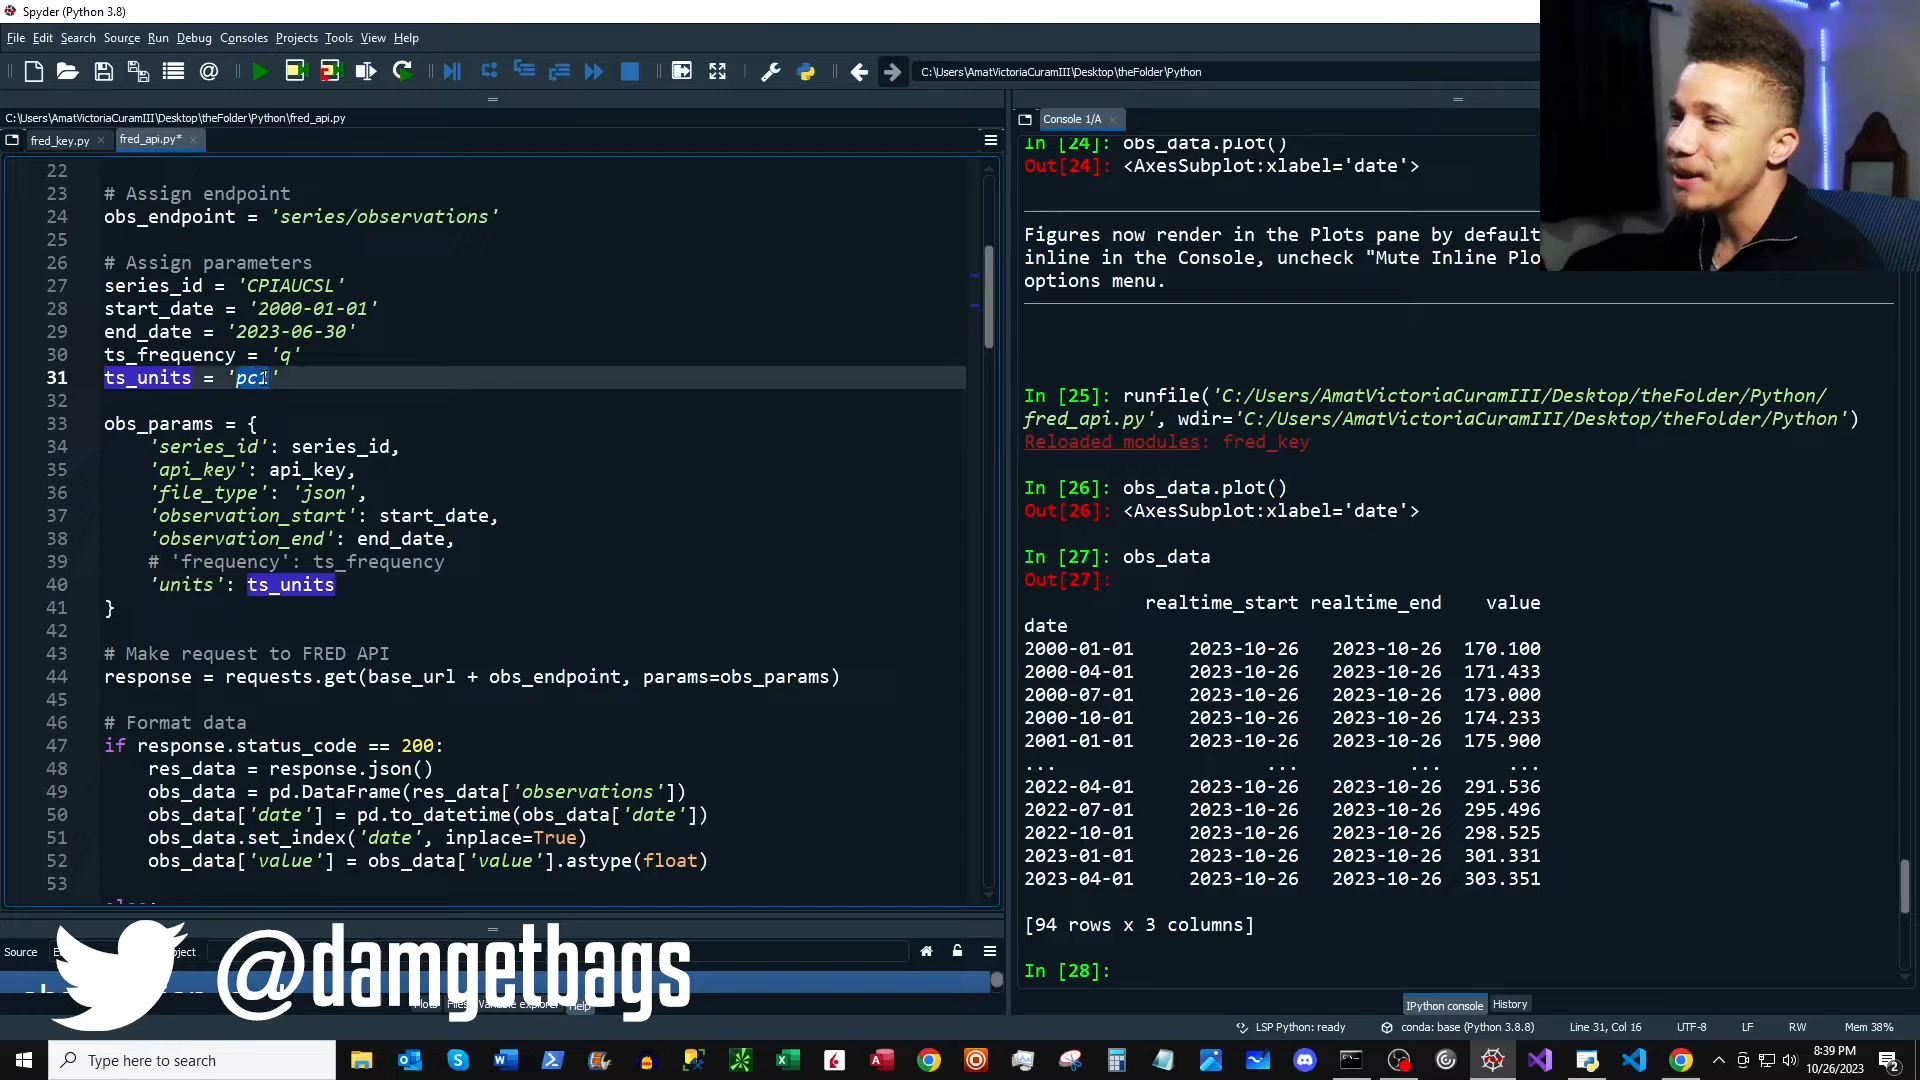 Spyder (Python 3.8)
File Edit Search Source Run Debug Consoles Projects Tools View Help
C:\Users\AmatVictoriaCuramIII\Desktop\theFolder\Python
C:\Users\AmatVictoriaCuramIII\Desktop\theFolder\Python\fred_api.py
fred_key.py
fred_api.py*
22
23 # Assign endpoint
24 obs_endpoint = 'series/observations'
25
26 # Assign parameters
27 series_id = 'CPIAUCSL'
28 start_date = '2000-01-01'
29 end_date = '2023-06-30'
30 ts_frequency = 'q'
31 ts_units = 'pc1'
32
33 obs_params = {
34 'series_id': series_id,
35 'api_key': api_key,
36 'file_type': 'json',
37 'observation_start': start_date,
38 'observation_end': end_date,
39 # 'frequency': ts_frequency
40 'units': ts_units
41 }
42
43 # Make request to FRED API
44 response = requests.get(base_url + obs_endpoint, params=obs_params)
45
46 # Format data
47 if response.status_code == 200:
48 res_data = response.json()
49 obs_data = pd.DataFrame(res_data['observations'])
50 obs_data['date'] = pd.to_datetime(obs_data['date'])
51 obs_data.set_index('date', inplace=True)
52 obs_data['value'] = obs_data['value'].astype(float)
53
Source
@damgetbags
Help
Console 1/A
In [24]: obs_data.plot()
Out[24]: <AxesSubplot:xlabel='date'>
Figures now render in the Plots pane by default
inline in the Console, uncheck "Mute Inline Plo
options menu.
In [25]: runfile('C:/Users/AmatVictoriaCuramIII/Desktop/theFolder/Python/
fred_api.py', wdir='C:/Users/AmatVictoriaCuramIII/Desktop/theFolder/Python')
Reloaded modules: fred_key
In [26]: obs_data.plot()
Out[26]: <AxesSubplot:xlabel='date'>
In [27]: obs_data
Out[27]:
realtime_start realtime_end value
date
2000-01-01 2023-10-26 2023-10-26 170.100
2000-04-01 2023-10-26 2023-10-26 171.433
2000-07-01 2023-10-26 2023-10-26 173.000
2000-10-01 2023-10-26 2023-10-26 174.233
2001-01-01 2023-10-26 2023-10-26 175.900
... ... ... ...
2022-04-01 2023-10-26 2023-10-26 291.536
2022-07-01 2023-10-26 2023-10-26 295.496
2022-10-01 2023-10-26 2023-10-26 298.525
2023-01-01 2023-10-26 2023-10-26 301.331
2023-04-01 2023-10-26 2023-10-26 303.351
[94 rows x 3 columns]
In [28]:
IPython console History
LSP Python: ready conda: base (Python 3.8.8) Line 31, Col 16 UTF-8 LF RW Mem 38%
Type here to search
8:39 PM
10/26/2023
2